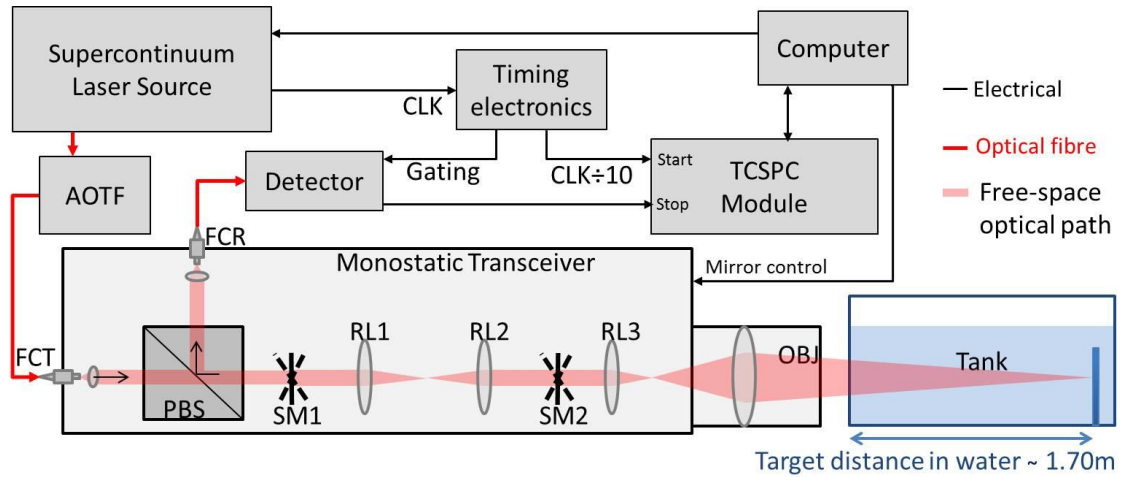 Supercontinuum
Laser Source
Timing
electronics
Computer
CLK
Electrical
AOTF
Detector
Gating
CLK÷10
Start
Stop
TCSPC
Module
Optical fibre
Free-space
optical path
FCR
Monostatic Transceiver
Mirror control
FCT
PBS
SM1
RL1
RL2
SM2
RL3
OBJ
Tank
Target distance in water ~ 1.70m